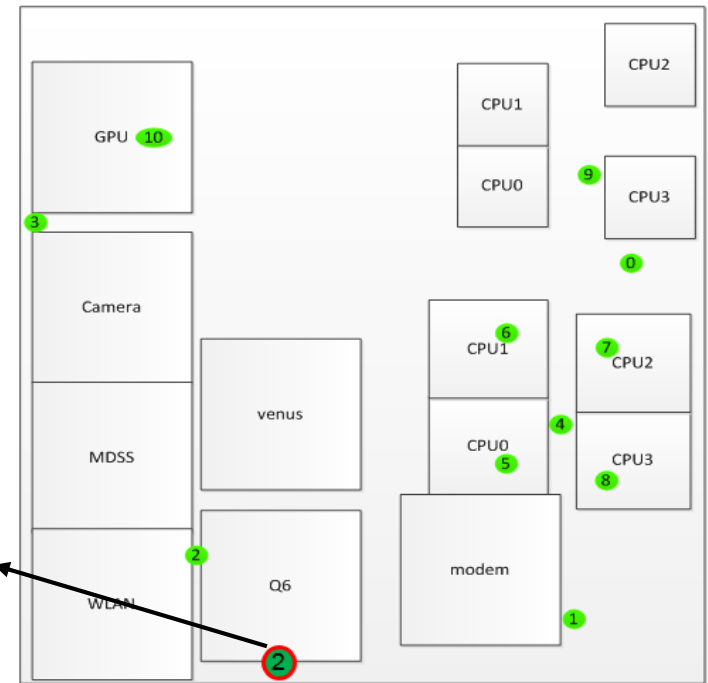 CPU2
CPU1
GPU 10
9
CPU0
CPU3
3
0
Camera
6
CPU1
7
CPU2
venus
4
MDSS
CPU0
5
CPU3
8
2
Q6
modem
WLAN
1
2